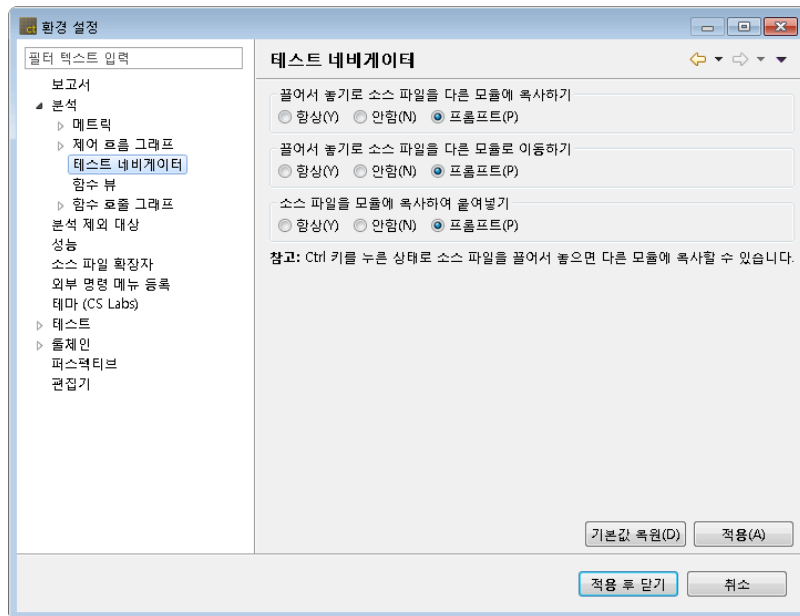 ct 환경 설정
필터 텍스트 입력
보고서
분석
메트릭
제어 흐름 그래프
테스트 네비게이터
함수 뷰
함수 호출 그래프
분석 제외 대상
성능
소스 파일 확장자
외부 명령 메뉴 등록
테마 (CS Labs)
테스트
툴체인
퍼스펙티브
편집기
테스트 네비게이터
끌어서 놓기로 소스 파일을 다른 모듈에 복사하기
항상(Y) 안함(N) 프롬프트(P)
끌어서 놓기로 소스 파일을 다른 모듈로 이동하기
항상(Y) 안함(N) 프롬프트(P)
소스 파일을 모듈에 복사하여 붙여넣기
항상(Y) 안함(N) 프롬프트(P)
참고: Ctrl 키를 누른 상태로 소스 파일을 끌어서 놓으면 다른 모듈에 복사할 수 있습니다.
기본값 복원(D) 적용(A)
적용 후 닫기 취소